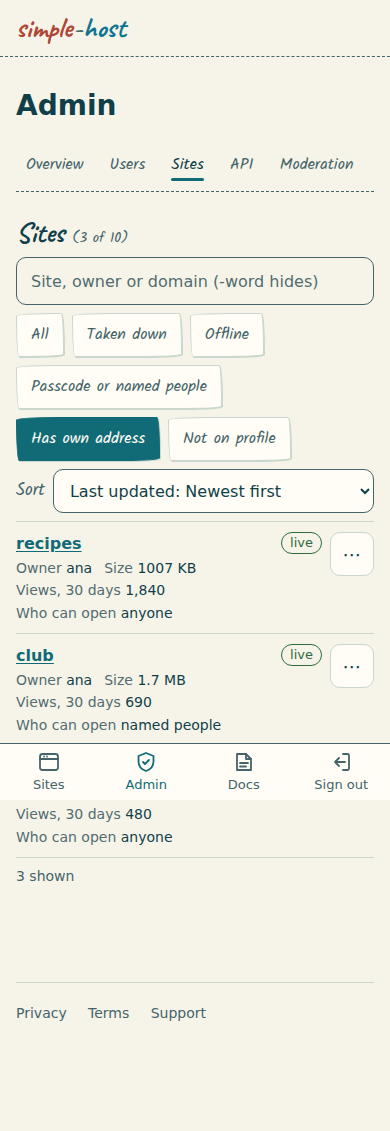 simple-host
Admin
Overview Users Sites API Moderation
Sites (3 of 10)
Site, owner or domain (-word hides)
All Taken down Offline
Passcode or named people
Has own address Not on profile
Sort Last updated: Newest first
recipes live ...
Owner ana Size 1007 KB
Views, 30 days 1,840
Who can open anyone
club live ...
Owner ana Size 1.7 MB
Views, 30 days 690
Who can open named people
Sites Admin Docs Sign out
Views, 30 days 480
Who can open anyone
3 shown
Privacy Terms Support